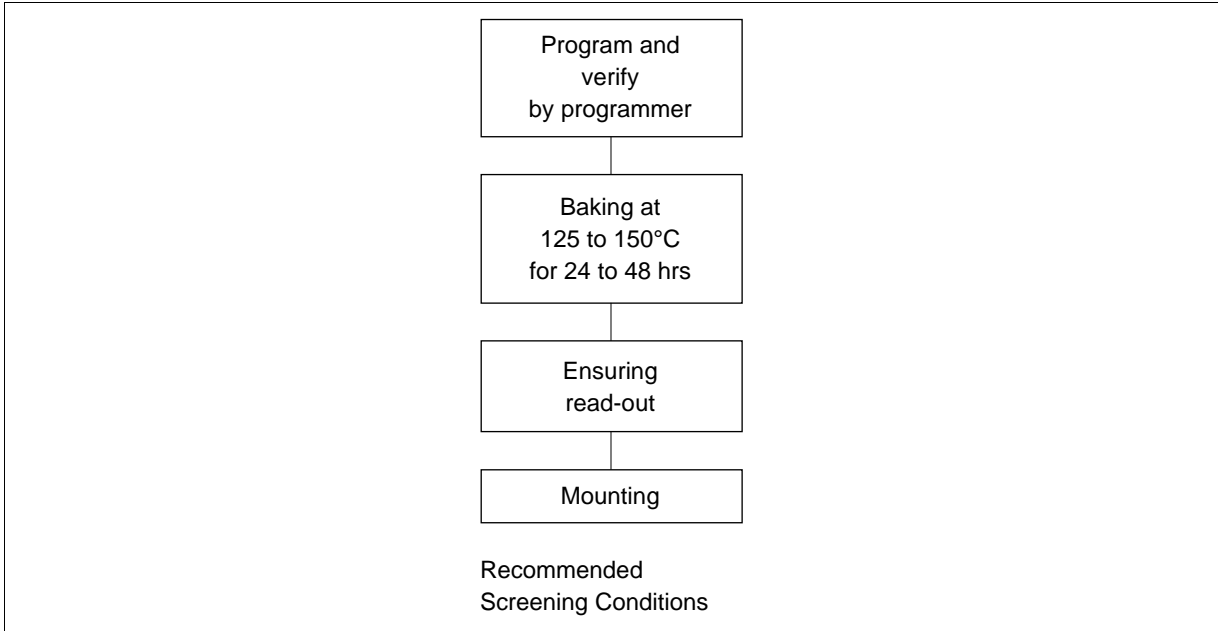 Program and
verify
by programmer
Baking at
125 to 150°C
for 24 to 48 hrs
Ensuring
read-out
Mounting
Recommended
Screening Conditions